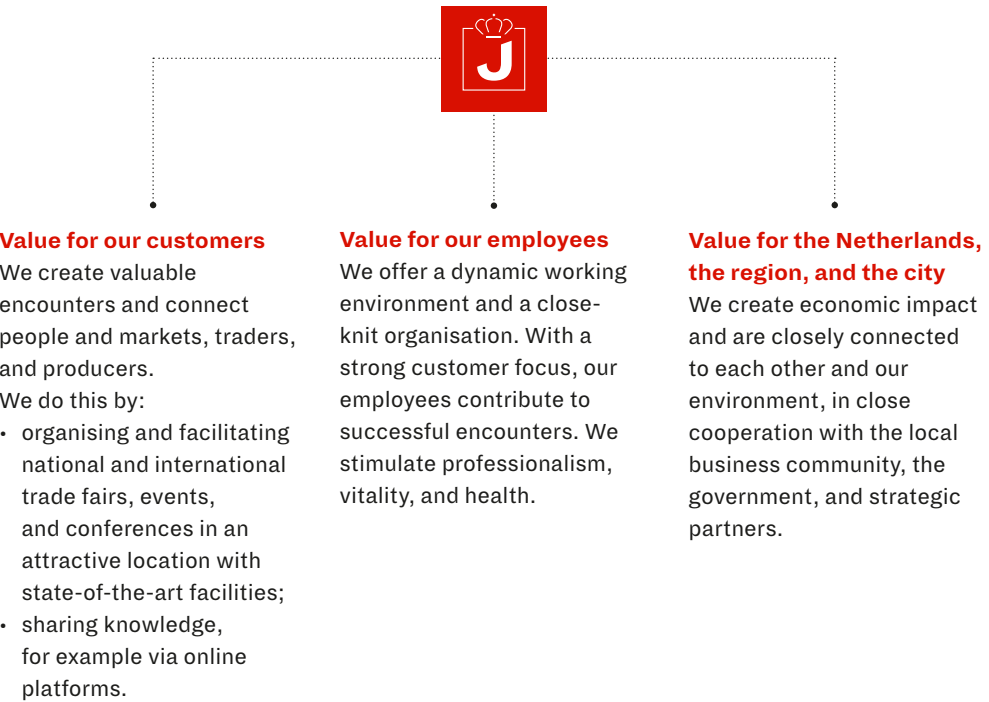 J
Value for our customers
We create valuable
encounters and connect
people and markets, traders,
and producers.
We do this by:
• organising and facilitating
national and international
trade fairs, events,
and conferences in an
attractive location with
state-of-the-art facilities;
• sharing knowledge,
for example via online
platforms.
Value for our employees
We offer a dynamic working
environment and a close-
knit organisation. With a
strong customer focus, our
employees contribute to
successful encounters. We
stimulate professionalism,
vitality, and health.
Value for the Netherlands,
the region, and the city
We create economic impact
and are closely connected
to each other and our
environment, in close
cooperation with the local
business community, the
government, and strategic
partners.